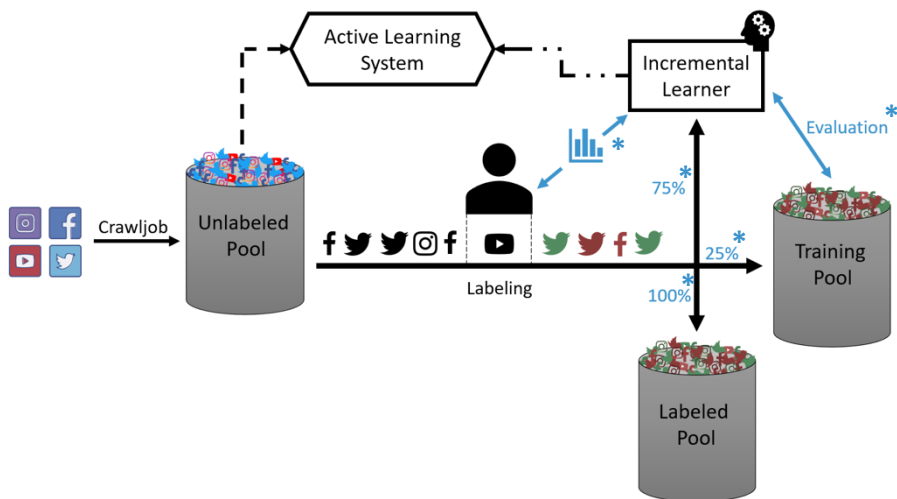 Active Learning
System
Incremental
Learner
Evaluation*
*
Crawljob
Unlabeled
Pool
75%*
25%*
Labeling
100%*
Training
Pool
Labeled
Pool